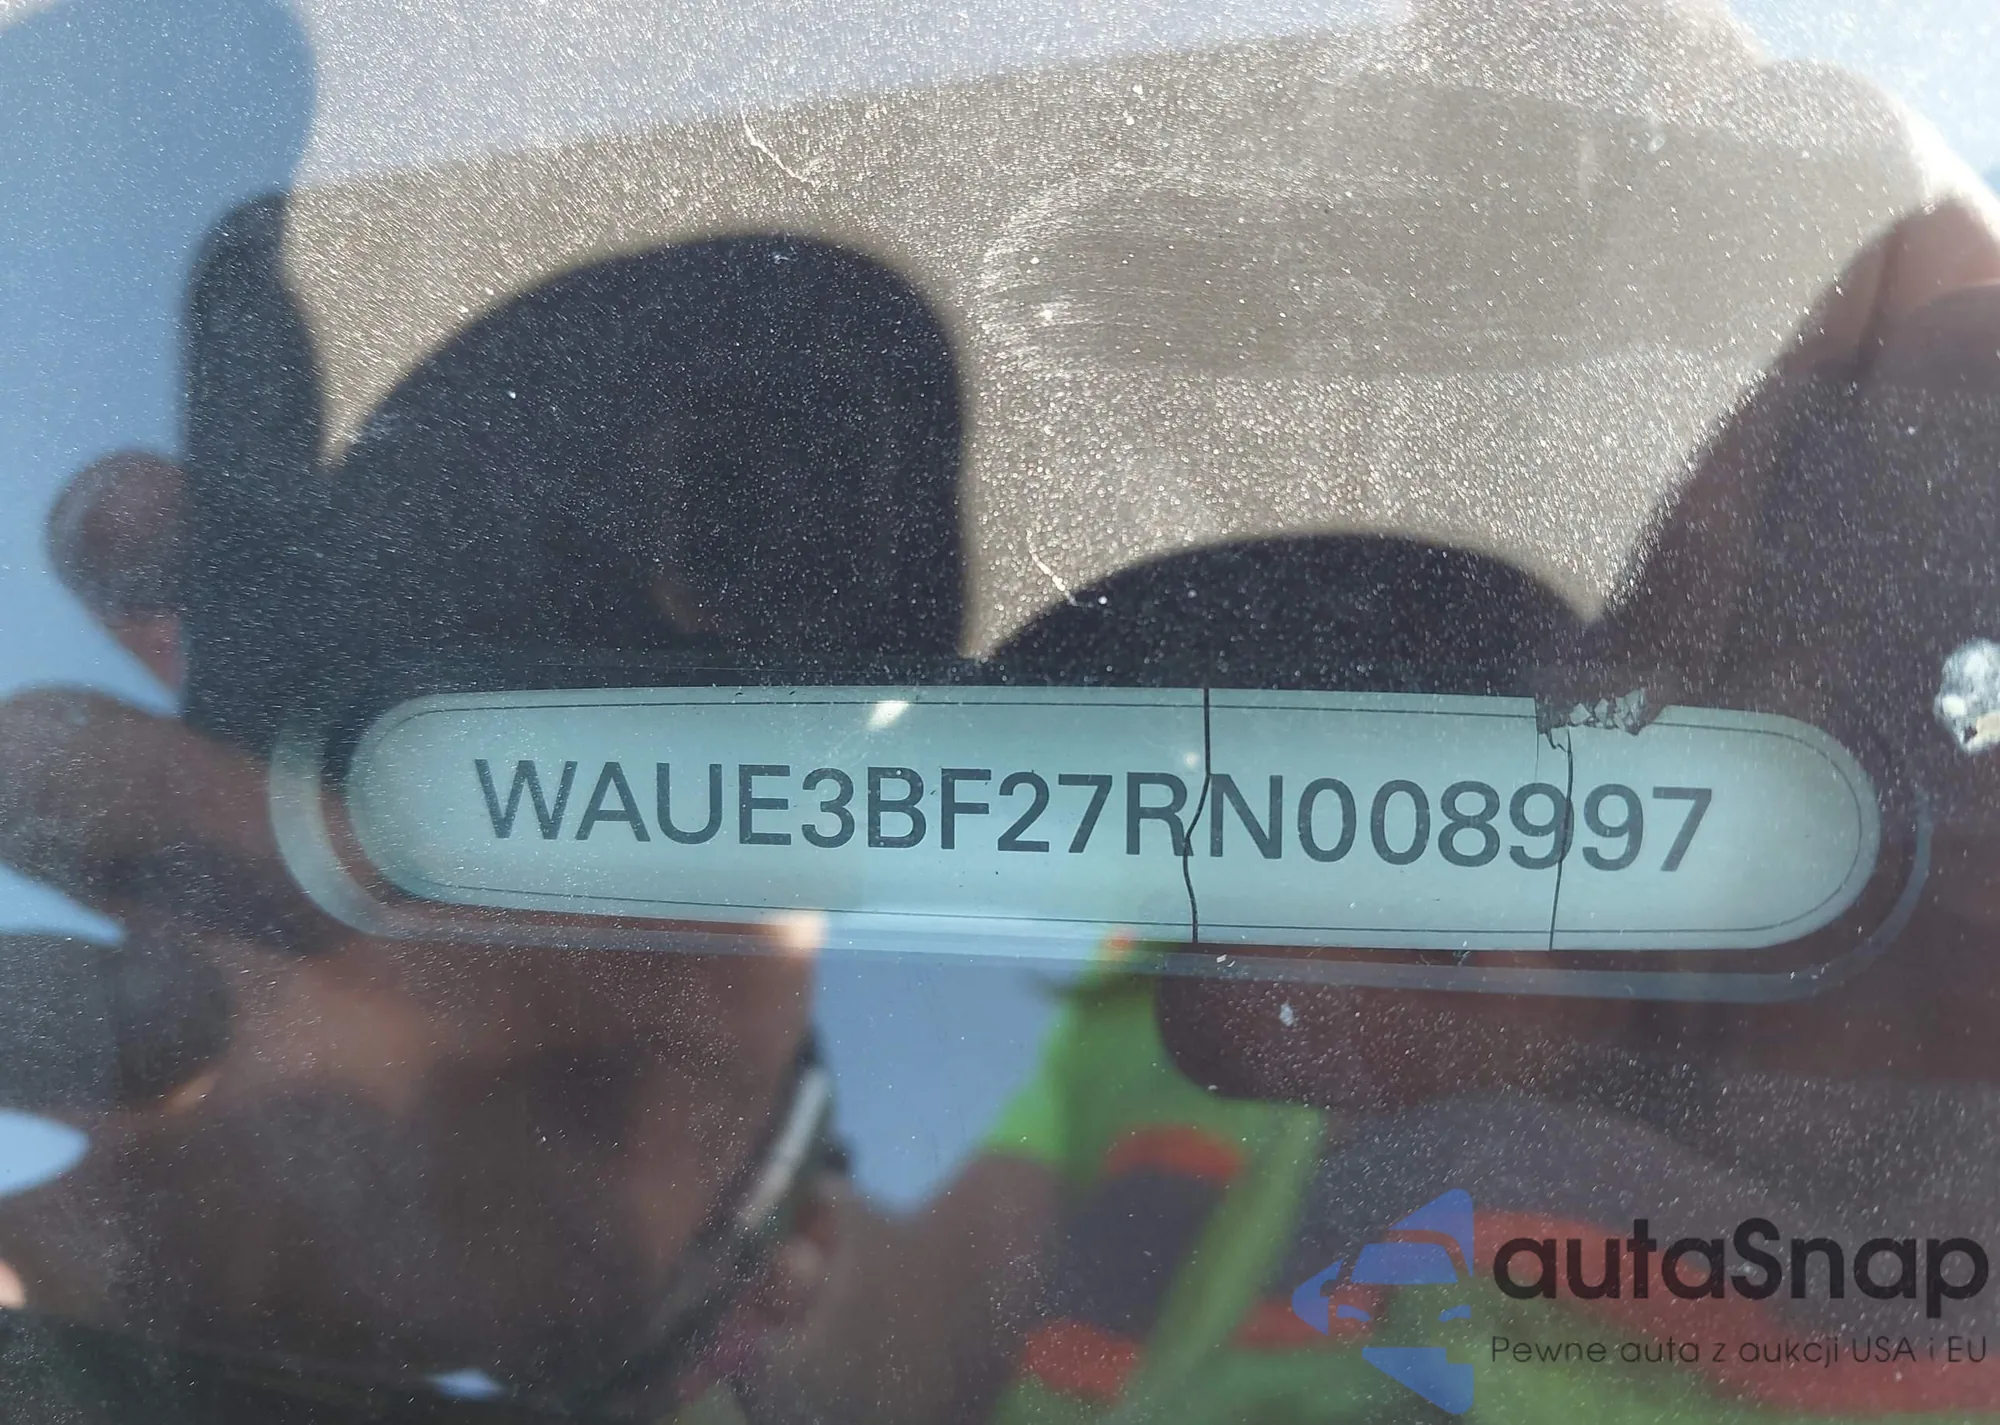 WAUE3BF27RN008997
autaSnap
Pewne auta z aukcji USA i EU